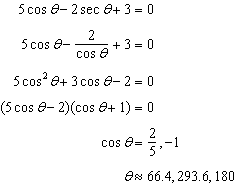 5 cos θ − 2 sec θ + 3 = 0
5 cos θ − 2/cos θ + 3 = 0
5 cos² θ + 3 cos θ − 2 = 0
(5 cos θ − 2)(cos θ + 1) = 0
cos θ = 2/5, −1
θ ≈ 66.4, 293.6, 180